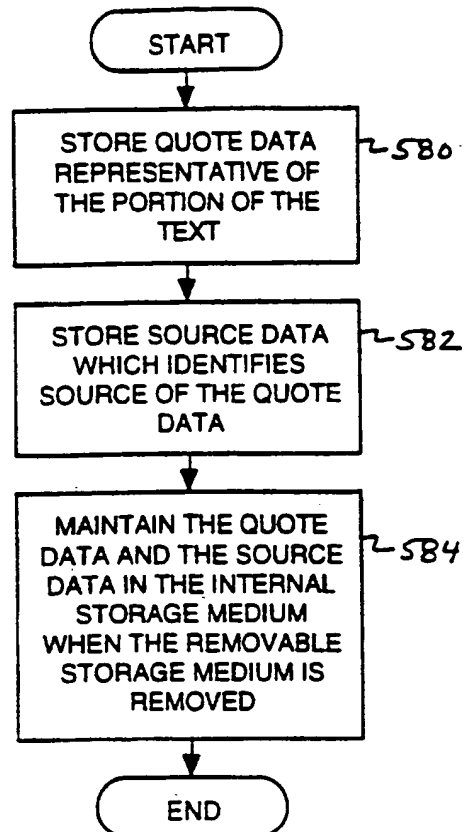 START
STORE QUOTE DATA
REPRESENTATIVE OF
THE PORTION OF THE
TEXT
580
STORE SOURCE DATA
WHICH IDENTIFIES
SOURCE OF THE QUOTE
DATA
582
MAINTAIN THE QUOTE
DATA AND THE SOURCE
DATA IN THE INTERNAL
STORAGE MEDIUM
WHEN THE REMOVABLE
STORAGE MEDIUM IS
REMOVED
584
END